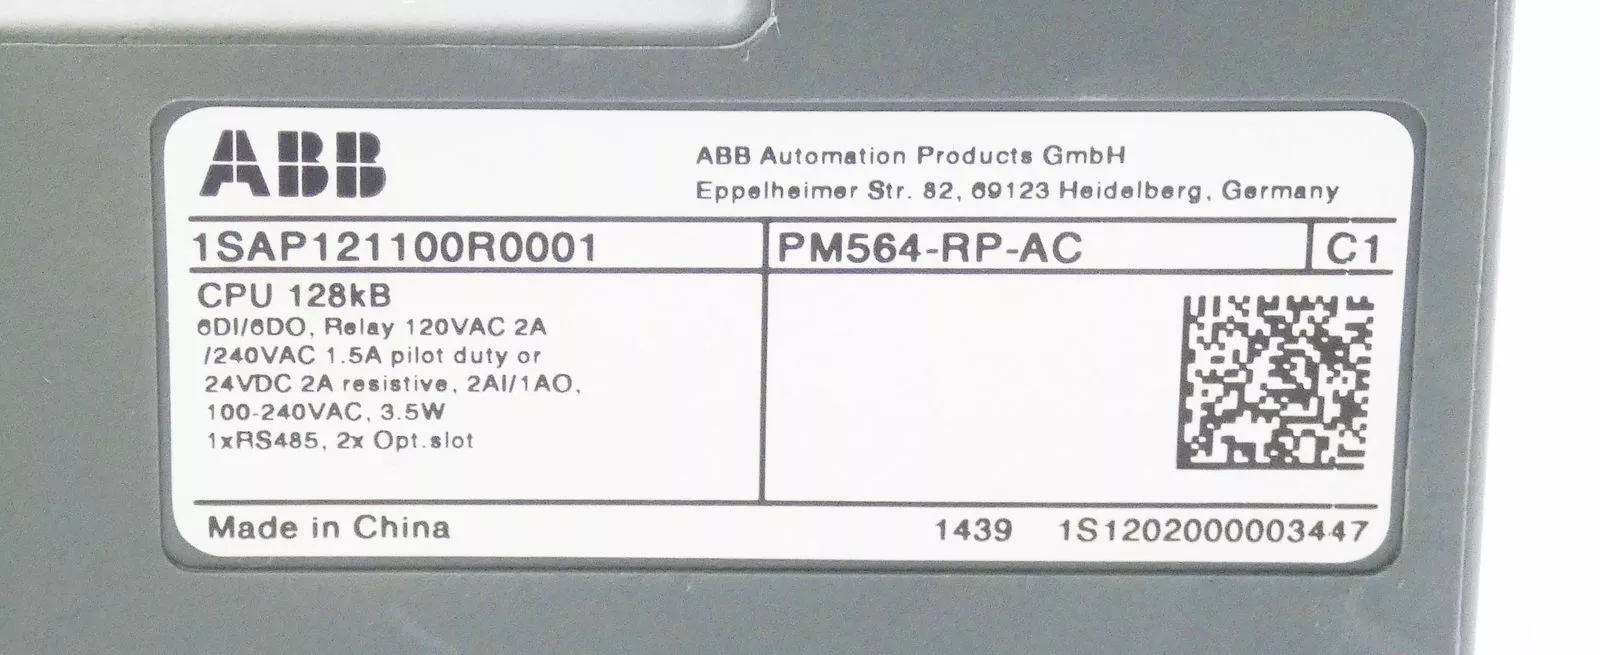 ABB
ABB Automation Products GmbH
Eppelheimer Str. 82, 69123 Heidelberg, Germany
1SAP121100R0001 PM564-RP-AC C1
CPU 128kB
6DI/6DO, Relay 120VAC 2A
/240VAC 1.5A pilot duty or
24VDC 2A resistive, 2AI/1AO,
100-240VAC, 3.5W
1xRS485, 2x Opt.slot
Made in China 1439 1S1202000003447